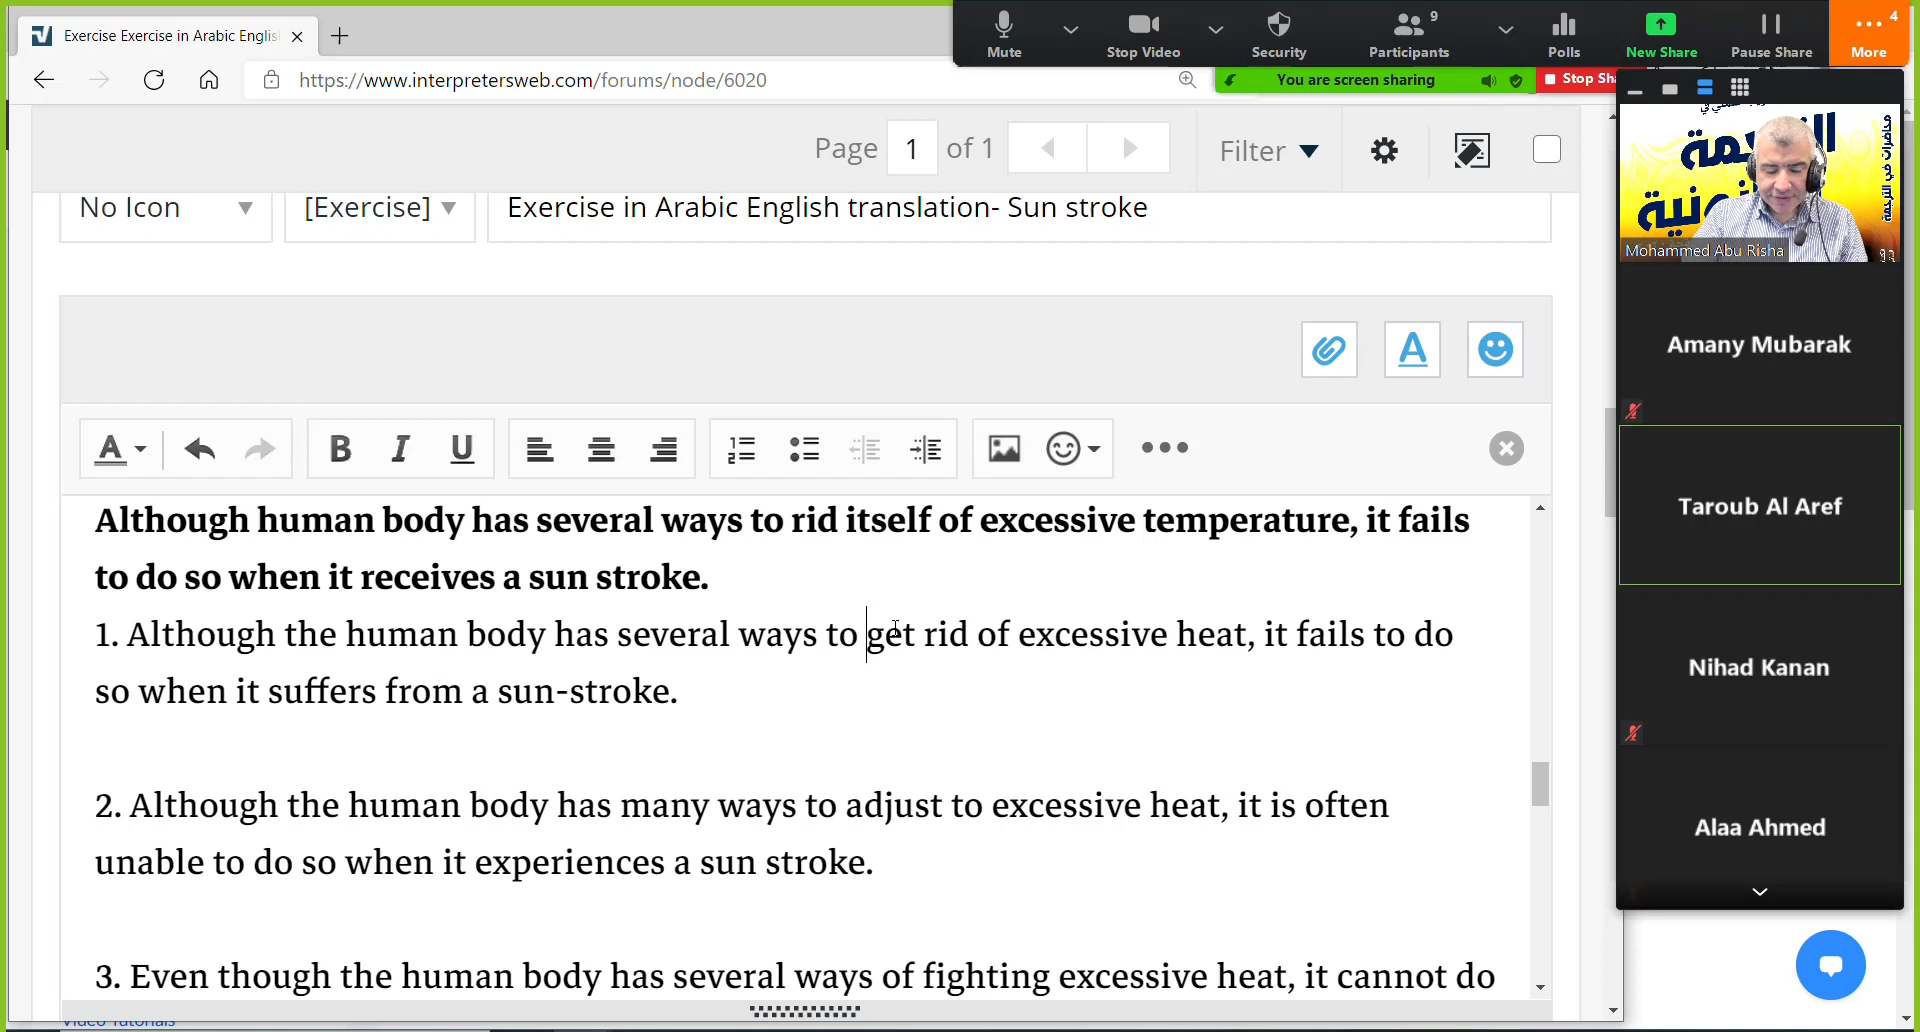 Exercise Exercise in Arabic Englis
Mute
Stop Video
Security
Participants
9
Polls
New Share
Pause Share
More
4
https://www.interpretersweb.com/forums/node/6020
You are screen sharing
Stop Sha
Page 1 of 1
Filter
No Icon
[Exercise]
Exercise in Arabic English translation- Sun stroke
Although human body has several ways to rid itself of excessive temperature, it fails
to do so when it receives a sun stroke.
1. Although the human body has several ways to get rid of excessive heat, it fails to do
so when it suffers from a sun-stroke.
2. Although the human body has many ways to adjust to excessive heat, it is often
unable to do so when it experiences a sun stroke.
3. Even though the human body has several ways of fighting excessive heat, it cannot do
Video Tutorials
محاضرات في الترجمة
Mohammed Abu Risha
Amany Mubarak
Taroub Al Aref
Nihad Kanan
Alaa Ahmed